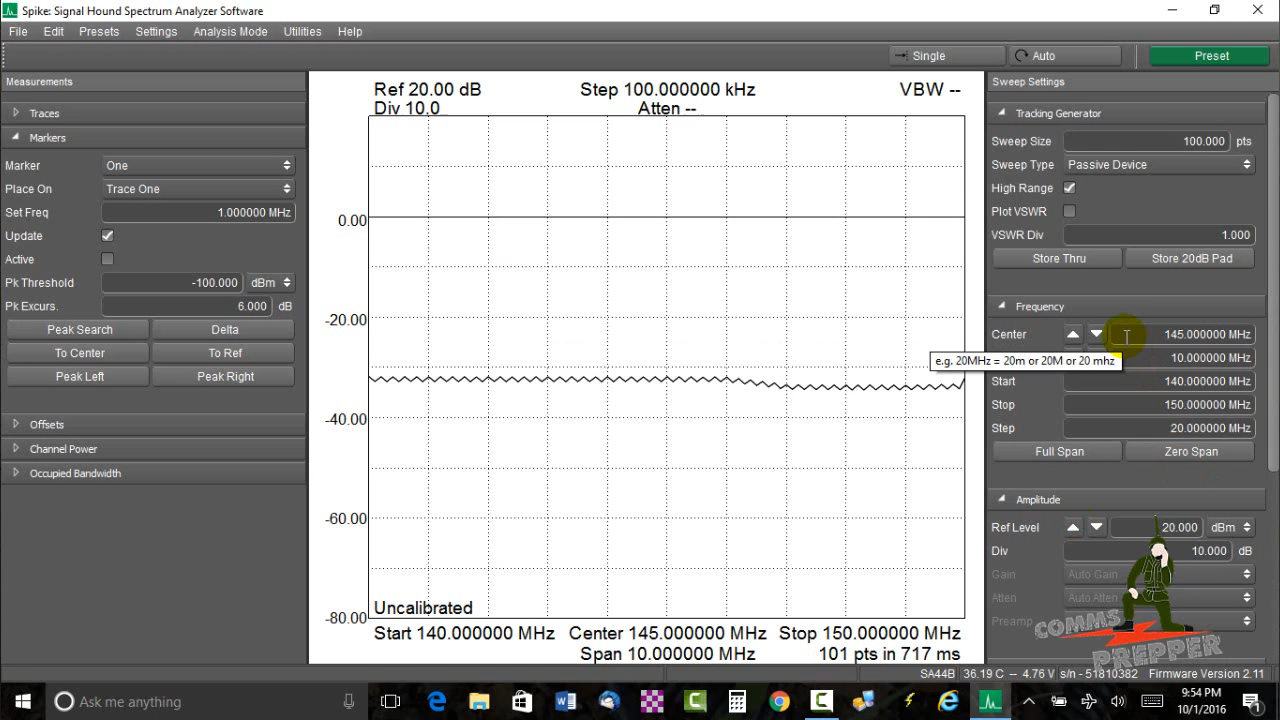 Spike: Signal Hound Spectrum Analyzer Software
File Edit Presets Settings Analysis Mode Utilities Help
Single Auto Preset
Measurements
Traces
Markers
Marker One
Place On Trace One
Set Freq 1.000000 MHz
Update
Active
Pk Threshold -100.000 dBm
Pk Excurs. 6.000 dB
Peak Search Delta
To Center To Ref
Peak Left Peak Right
Offsets
Channel Power
Occupied Bandwidth
Ref 20.00 dB Step 100.000000 kHz VBW --
Div 10.0 Atten --
0.00
-20.00
-40.00
-60.00
-80.00
Uncalibrated
Start 140.000000 MHz Center 145.000000 MHz Stop 150.000000 MHz
Span 10.000000 MHz 101 pts in 717 ms
Sweep Settings
Tracking Generator
Sweep Size 100.000 pts
Sweep Type Passive Device
High Range
Plot VSWR
VSWR Div 1.000
Store Thru Store 20dB Pad
Frequency
Center 145.000000 MHz
e.g. 20MHz = 20m or 20M or 20 mhz 10.000000 MHz
Start 140.000000 MHz
Stop 150.000000 MHz
Step 20.000000 MHz
Full Span Zero Span
Amplitude
Ref Level 20.000 dBm
Div 10.000 dB
Gain Auto Gain
Atten Auto Atten
Preamp
COMMS
PREPPER
SA44B 36.19 C -- 4.76 V s/n - 51810382 Firmware Version 2.11
Ask me anything
9:54 PM
10/1/2016